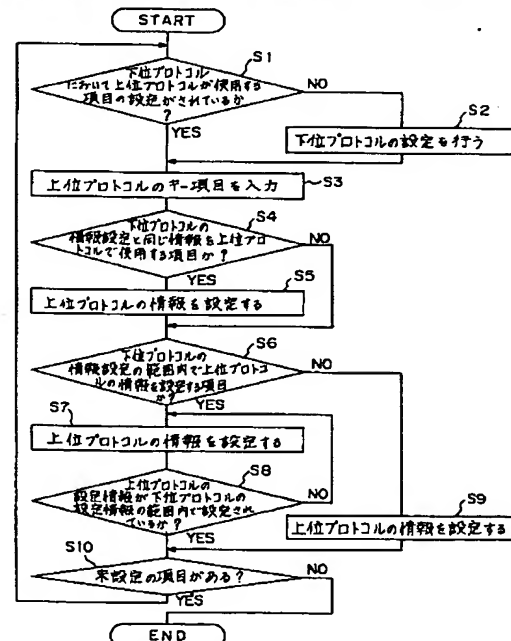 START
S1
下位プロトコル
において上位プロトコルが使用する
項目の設定がされているか
?
NO
YES
S2
下位プロトコルの設定を行う
S3
上位プロトコルのキー項目を入力
S4
下位プロトコルの
情報設定と同じ情報を上位プロ
トコルで使用する項目か?
NO
YES
S5
上位プロトコルの情報を設定する
S6
下位プロトコルの
情報設定の範囲内で上位プロトコ
ルの情報を設定する項目
か?
NO
YES
S7
上位プロトコルの情報を設定する
S8
上位プロトコルの
設定情報が下位プロトコルの
設定情報の範囲内で設定され
ているか?
NO
YES
S9
上位プロトコルの情報を設定する
S10
未設定の項目がある?
NO
YES
END